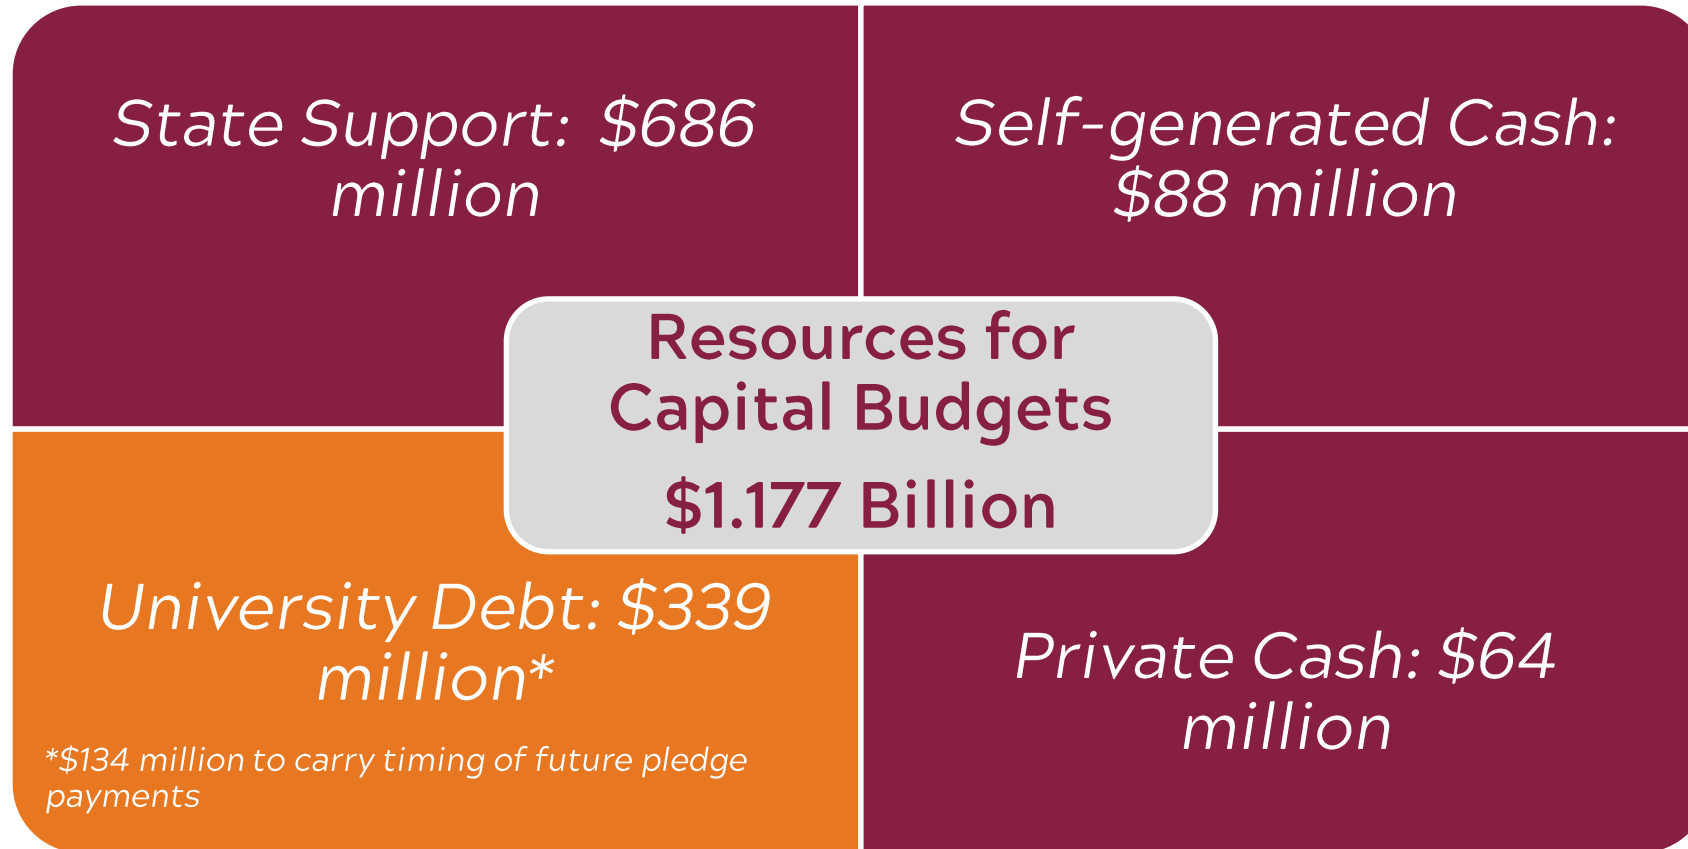 State Support:  $686
million
Self-generated Cash:
$88 million
Resources for
Capital Budgets
$1.177 Billion
University Debt: $339
million*
*$134 million to carry timing of future pledge
payments
Private Cash: $64
million